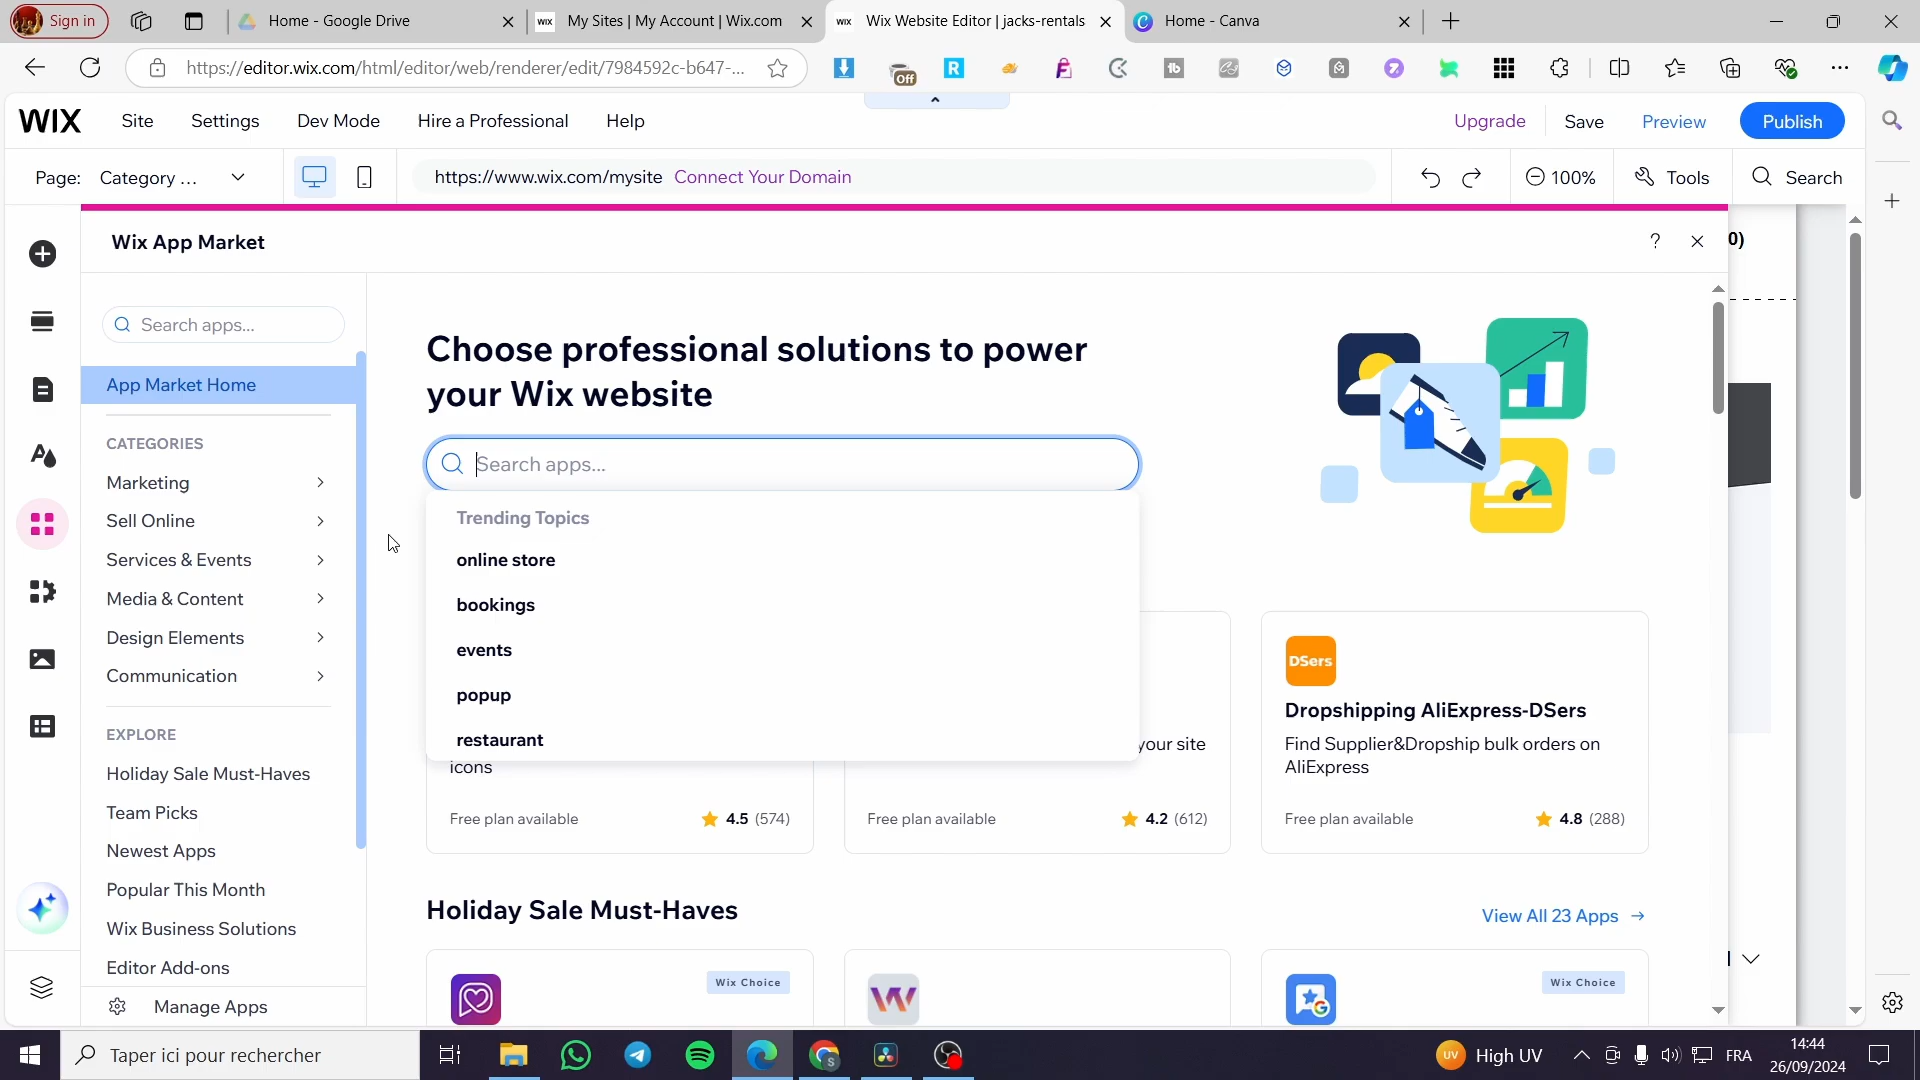 Sign in
Home - Google Drive
WIX
My Sites | My Account | Wix.com
WIX
Wix Website Editor | jacks-rentals
Home - Canva
https://editor.wix.com/html/editor/web/renderer/edit/7984592c-b647-...
Off
R
WIX
Site
Settings
Dev Mode
Hire a Professional
Help
Upgrade
Save
Preview
Publish
Page:
Category ...
https://www.wix.com/mysite
Connect Your Domain
100%
Tools
Search
Wix App Market
?
0)
Search apps...
App Market Home
CATEGORIES
Marketing
Sell Online
Services & Events
Media & Content
Design Elements
Communication
EXPLORE
Holiday Sale Must-Haves
Team Picks
Newest Apps
Popular This Month
Wix Business Solutions
Editor Add-ons
Manage Apps
Choose professional solutions to power
your Wix website
Search apps...
Trending Topics
online store
bookings
events
popup
restaurant
icons
Free plan available
4.5 (574)
your site
Free plan available
4.2 (612)
DSers
Dropshipping AliExpress-DSers
Find Supplier&Dropship bulk orders on
AliExpress
Free plan available
4.8 (288)
Holiday Sale Must-Haves
View All 23 Apps
Wix Choice
Wix Choice
Taper ici pour rechercher
UV
High UV
FRA
14:44
26/09/2024